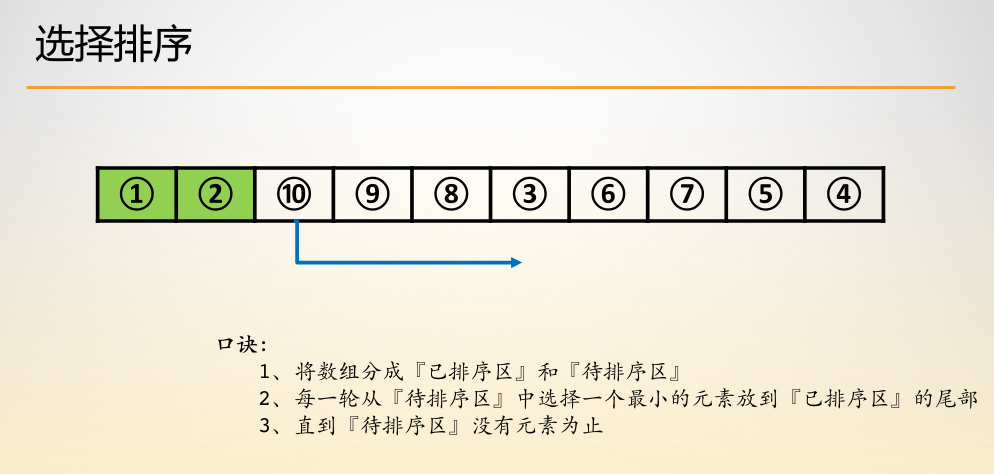 选择排序
① ② ⑩ ⑨ ⑧ ③ ⑥ ⑦ ⑤ ④
口诀:
1、将数组分成『已排序区』和『待排序区』
2、每一轮从『待排序区』中选择一个最小的元素放到『已排序区』的尾部
3、直到『待排序区』没有元素为止